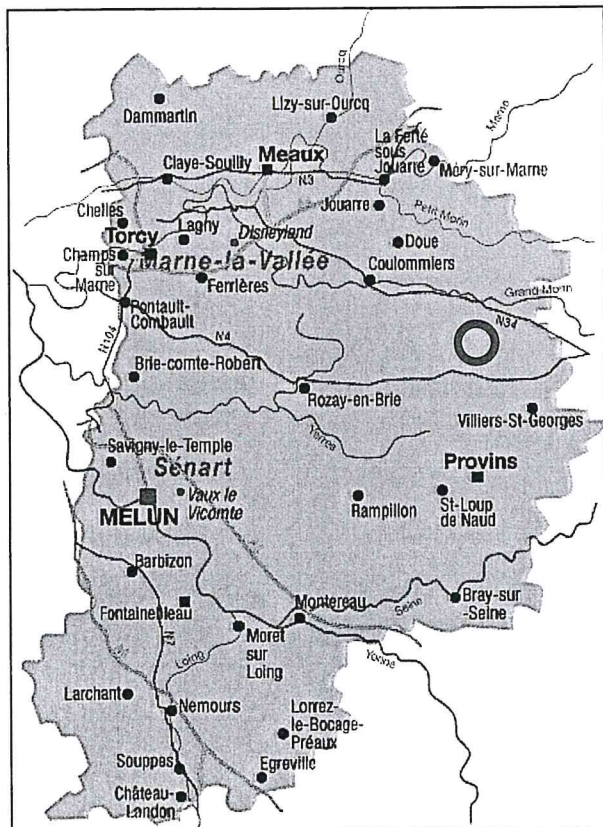 Ourcq
Dammartin
Lizy-sur-Ourcq
Marne
La Ferté
sous
Jouarre
Claye-Souilly
Meaux
N3
Méry-sur-Marne
Jouarre
Petit Morin
Chelles
Torcy
Lagny
Disneyland
Doue
Champs
sur
Marne
Marne-la-Vallée
Coulommiers
Ferrières
Grand-Morin
Pontault-
Combault
N104
N4
N34
Brie-comte-Robert
Rozay-en-Brie
Villiers-St-Georges
Yerres
Savigny-le-Temple
Sénart
Provins
Vaux le
Vicomte
MELUN
Rampillon
St-Loup
de Naud
Barbizon
Fontainebleau
Montereau
Seine
Bray-sur
-Seine
N7
Moret
sur
Loing
Loing
Yonne
Larchant
Nemours
Lorrez-
le-Bocage-
Préaux
Souppes
Egreville
Château-
Landon